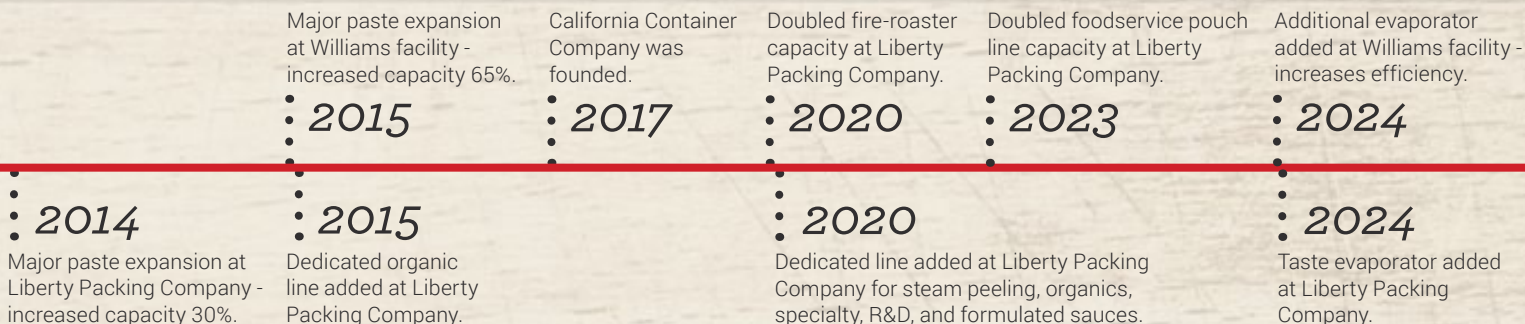 Major paste expansion
at Williams facility -
increased capacity 65%.
2015
California Container
Company was
founded.
2017
Doubled fire-roaster
capacity at Liberty
Packing Company.
2020
Doubled foodservice pouch
line capacity at Liberty
Packing Company.
2023
Additional evaporator
added at Williams facility -
increases efficiency.
2024
2014
Major paste expansion at
Liberty Packing Company -
increased capacity 30%.
2015
Dedicated organic
line added at Liberty
Packing Company.
2020
Dedicated line added at Liberty Packing
Company for steam peeling, organics,
specialty, R&D, and formulated sauces.
2024
Taste evaporator added
at Liberty Packing
Company.